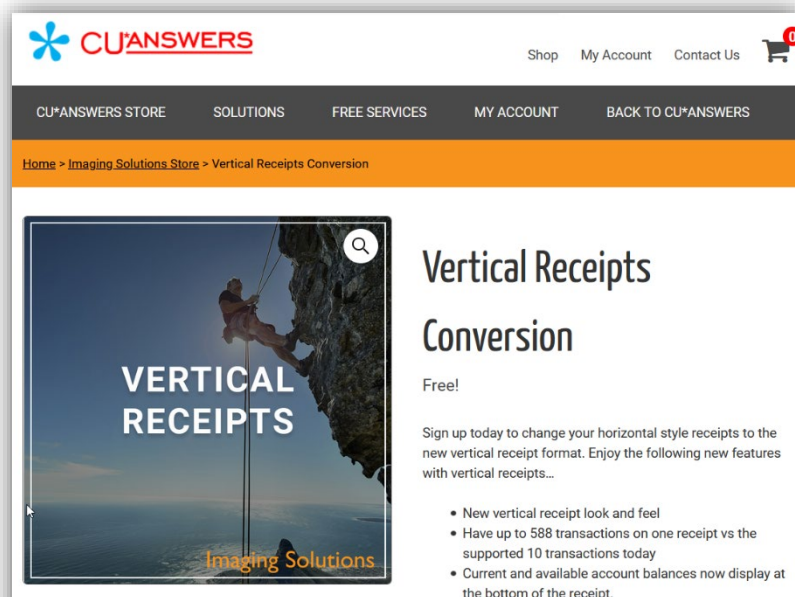 CU*ANSWERS
Shop My Account Contact Us
0
CU*ANSWERS STORE SOLUTIONS FREE SERVICES MY ACCOUNT BACK TO CU*ANSWERS
Home > Imaging Solutions Store > Vertical Receipts Conversion
VERTICAL
RECEIPTS
Imaging Solutions
Vertical Receipts
Conversion
Free!
Sign up today to change your horizontal style receipts to the
new vertical receipt format. Enjoy the following new features
with vertical receipts…
• New vertical receipt look and feel
• Have up to 588 transactions on one receipt vs the
supported 10 transactions today
• Current and available account balances now display at
the bottom of the receipt.